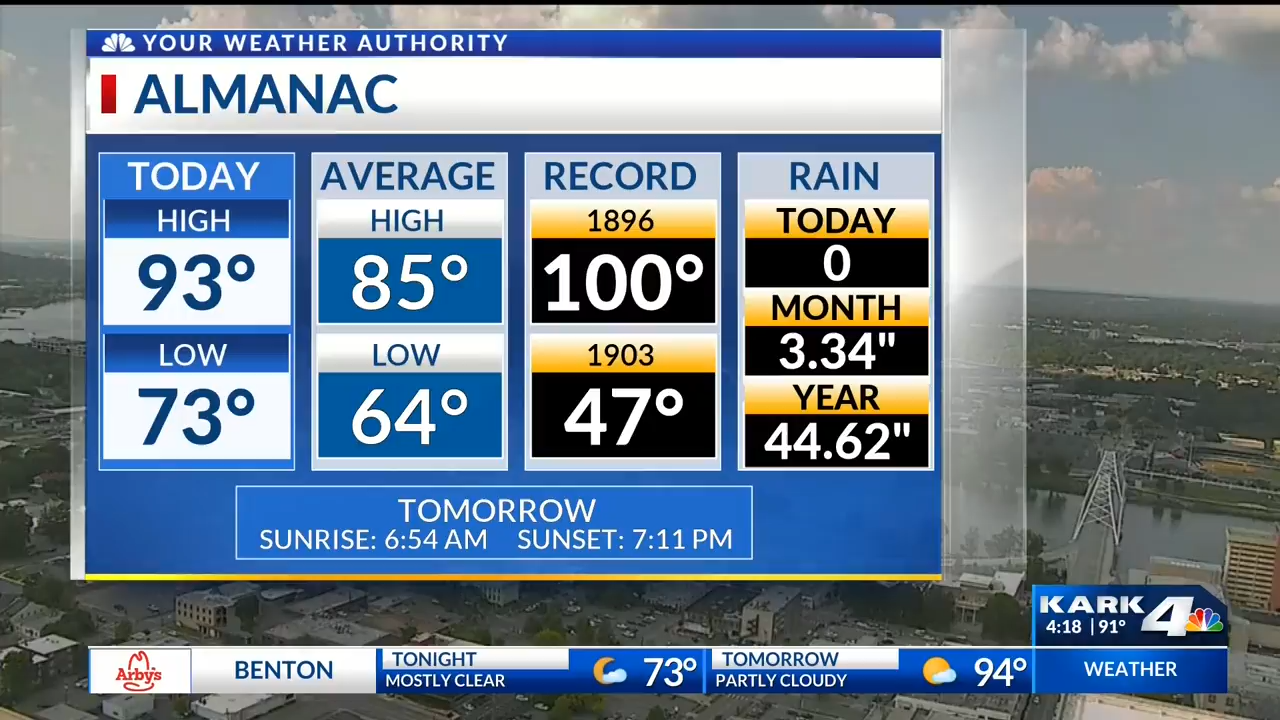 YOUR WEATHER AUTHORITY
ALMANAC
TODAY
HIGH
93°
LOW
73°
AVERAGE
HIGH
85°
LOW
64°
RECORD
1896
100°
1903
47°
RAIN
TODAY
0
MONTH
3.34"
YEAR
44.62"
TOMORROW
SUNRISE: 6:54 AM SUNSET: 7:11 PM
KARK 4
4:18 | 91°
WEATHER
Arby's
BENTON
TONIGHT
MOSTLY CLEAR
73°
TOMORROW
PARTLY CLOUDY
94°